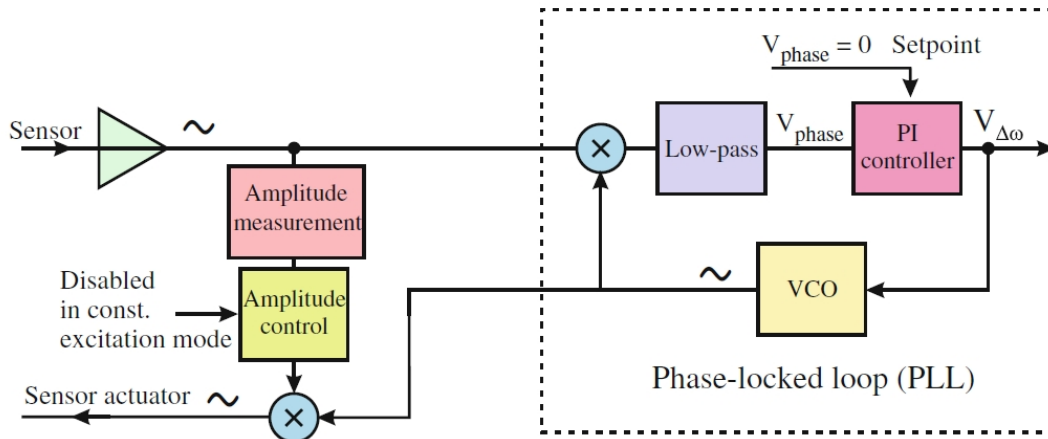 V_phase = 0 Setpoint
Sensor
~
×
Low-pass
V_phase
PI
controller
V_Δω
Amplitude
measurement
Disabled
in const.
excitation mode
Amplitude
control
~
VCO
Sensor actuator
~
×
Phase-locked loop (PLL)